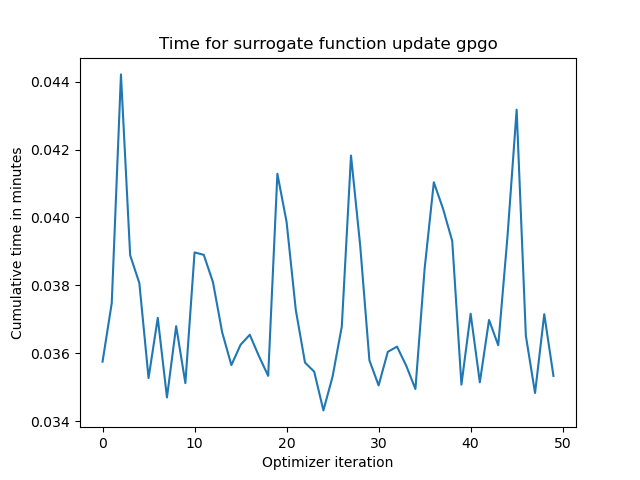 Time for surrogate function update gpgo
0.044
0.042
0.040
0.038
0.036
0.034
Cumulative time in minutes
0 10 20 30 40 50
Optimizer iteration